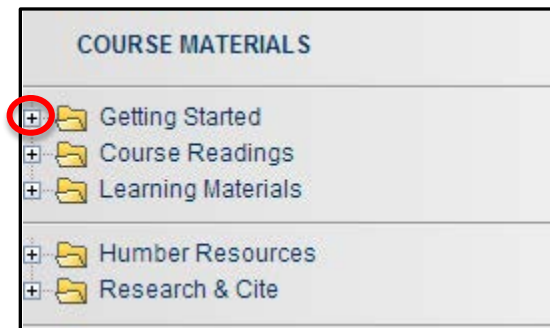 COURSE MATERIALS
Getting Started
Course Readings
Learning Materials
Humber Resources
Research & Cite